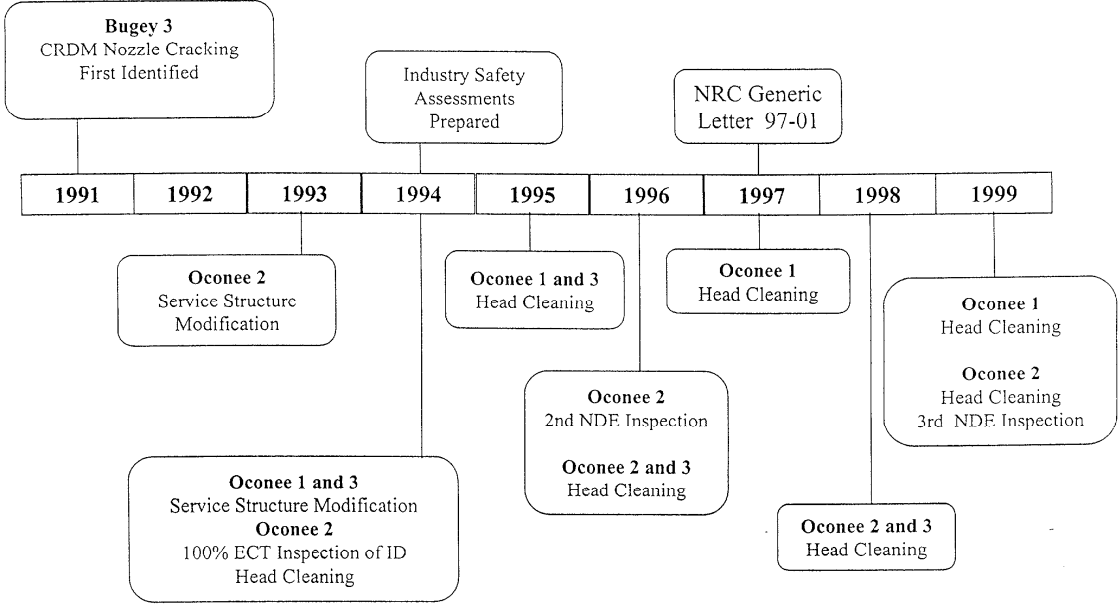 Bugey 3
CRDM Nozzle Cracking
First Identified
Industry Safety
Assessments
Prepared
NRC Generic
Letter 97-01
1991 1992 1993 1994 1995 1996 1997 1998 1999
Oconee 2
Service Structure
Modification
Oconee 1 and 3
Service Structure Modification
Oconee 2
100% ECT Inspection of ID
Head Cleaning
Oconee 1 and 3
Head Cleaning
Oconee 2
2nd NDE Inspection
Oconee 2 and 3
Head Cleaning
Oconee 1
Head Cleaning
Oconee 2 and 3
Head Cleaning
Oconee 1
Head Cleaning
Oconee 2
Head Cleaning
3rd NDE Inspection